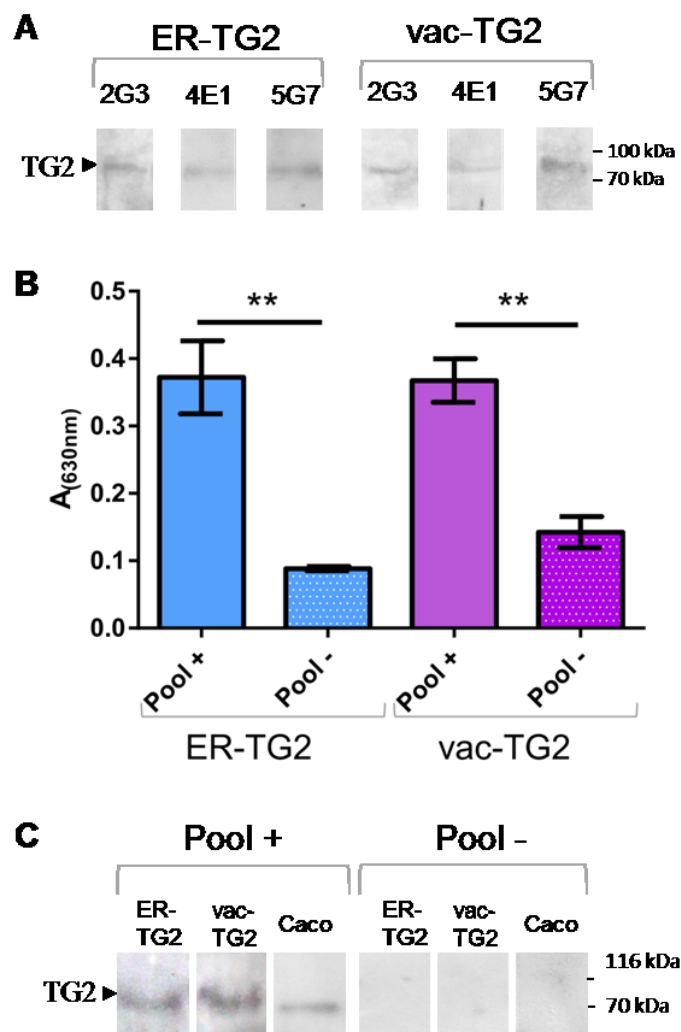 A
ER-TG2 vac-TG2
2G3 4E1 5G7 2G3 4E1 5G7
TG2
100 kDa
70 kDa
B
0.5
**
**
0.4
0.3
0.2
0.1
0.0
A(630nm)
Pool + Pool - Pool + Pool -
ER-TG2 vac-TG2
C
Pool + Pool -
ER-TG2 vac-TG2 Caco ER-TG2 vac-TG2 Caco
TG2
116 kDa
70 kDa